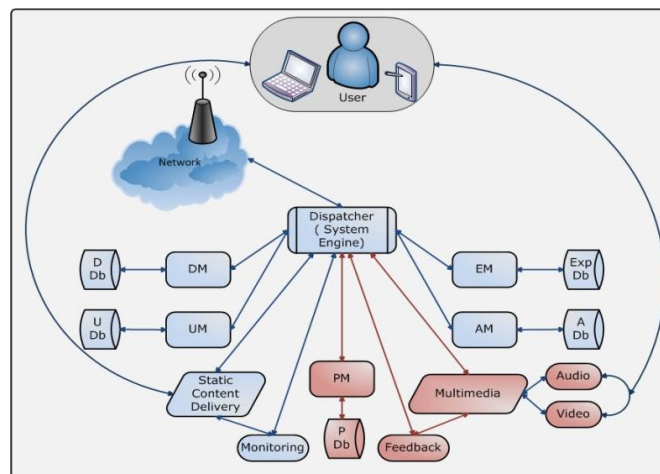 User
Network
Dispatcher
( System
Engine)
D
Db
DM
EM
Exp
Db
U
Db
UM
AM
A
Db
Static
Content
Delivery
PM
Multimedia
Audio
Video
Monitoring
P
Db
Feedback